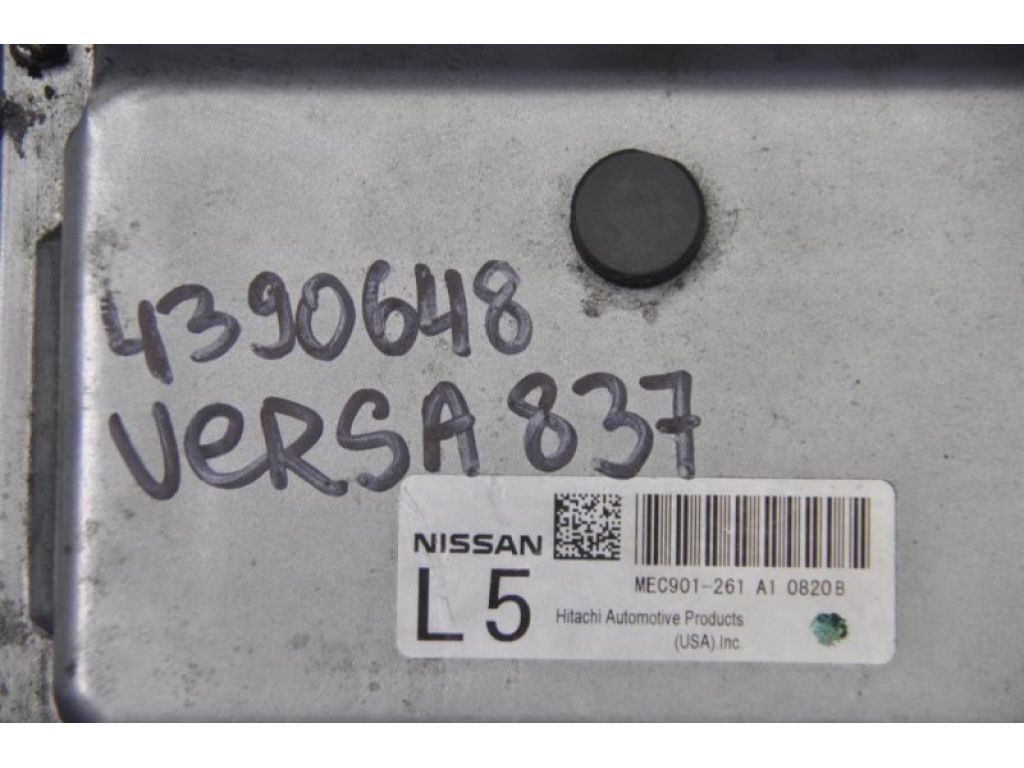 4390648
VERSA 837
NISSAN
L5
MEC901-261 A1 0820B
Hitachi Automotive Products
(USA).Inc.